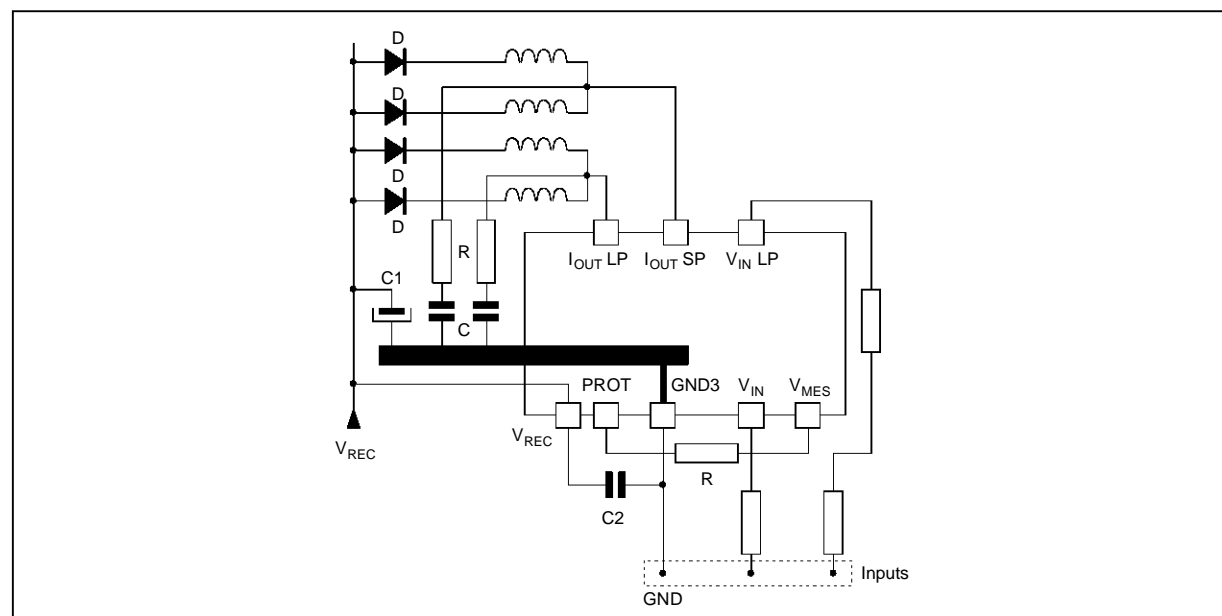 D
D
D
D
R
C1
C
I_OUT LP
I_OUT SP
V_IN LP
PROT
GND3
V_IN
V_MES
V_REC
V_REC
R
C2
Inputs
GND